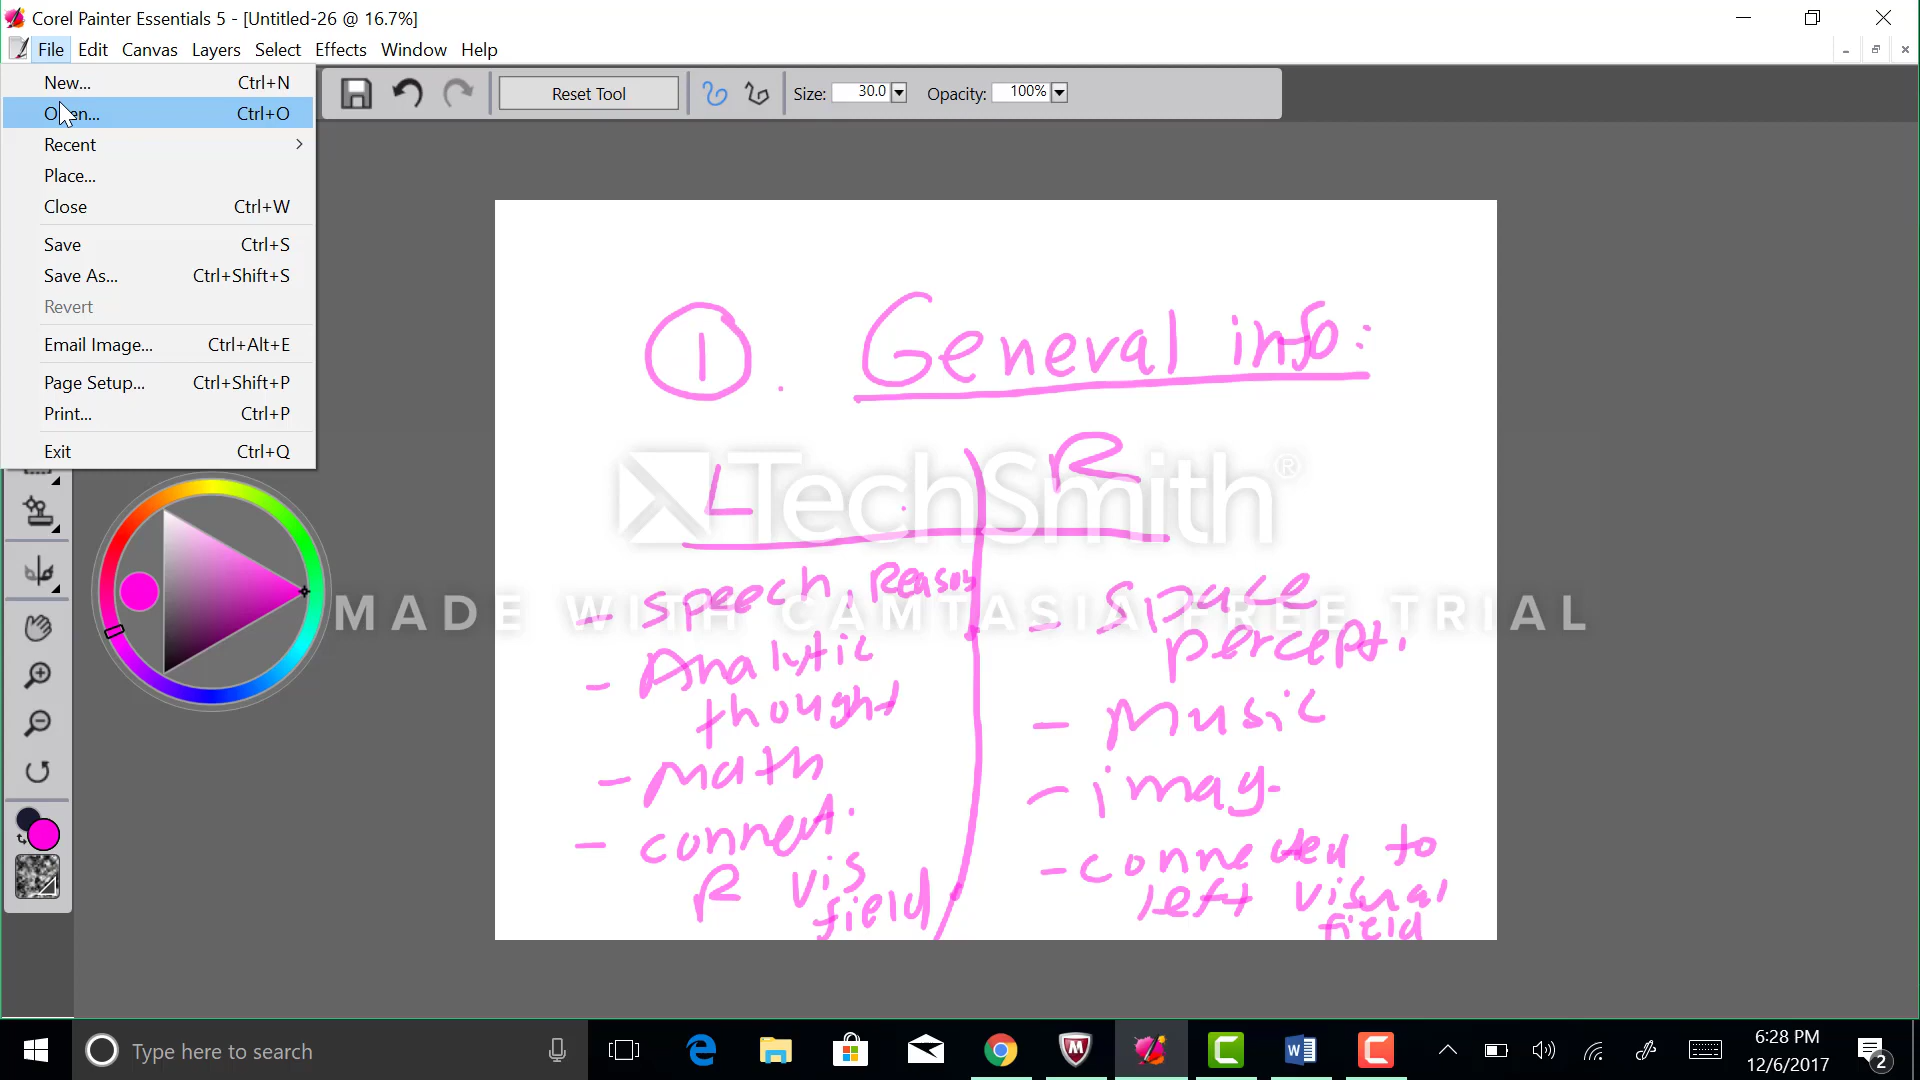 Corel Painter Essentials 5 - [Untitled-26 @ 16.7%]
File Edit Canvas Layers Select Effects Window Help
New... Ctrl+N
Open... Ctrl+O
Recent
Place...
Close Ctrl+W
Save Ctrl+S
Save As... Ctrl+Shift+S
Revert
Email Image... Ctrl+Alt+E
Page Setup... Ctrl+Shift+P
Print... Ctrl+P
Exit Ctrl+Q
Reset Tool
Size: 30.0
Opacity: 100%
1. General info:
L R
TechSmith®
MADE WITH CAMTASIA FREE TRIAL
- speech, Reason
- Analytic
thought
- math
- connect.
R vis
field
- space
percept.
- Music
- imag.
- connected to
left visual
field
Type here to search
6:28 PM
12/6/2017
2